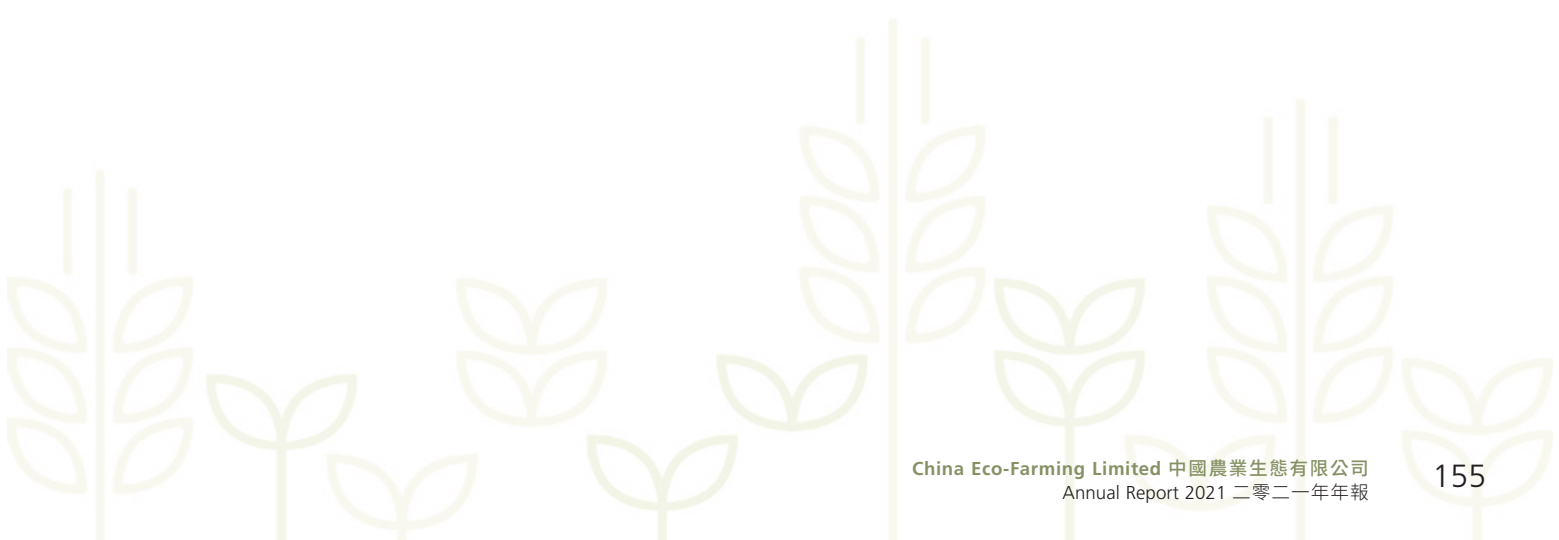 China Eco-Farming Limited 中國農業生態有限公司
Annual Report 2021 二零二一年年報
155